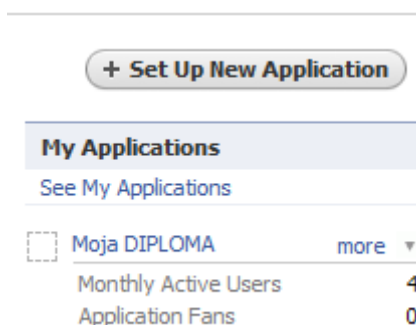 + Set Up New Application
My Applications
See My Applications
Moja DIPLOMA more
Monthly Active Users 4
Application Fans 0